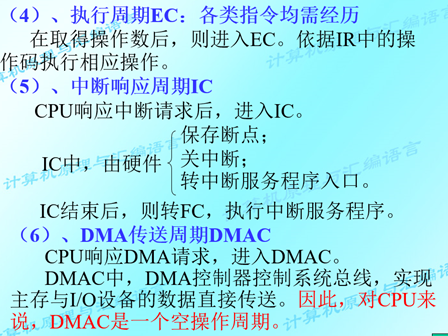 （4）、执行周期EC：各类指令均需经历
在取得操作数后，则进入EC。依据IR中的操
作码执行相应操作。
（5）、中断响应周期IC
CPU响应中断请求后，进入IC。
保存断点；
IC中，由硬件 关中断；
转中断服务程序入口。
IC结束后，则转FC，执行中断服务程序。
（6）、DMA传送周期DMAC
CPU响应DMA请求，进入DMAC。
DMAC中，DMA控制器控制系统总线，实现
主存与I/O设备的数据直接传送。因此，对CPU来
说，DMAC是一个空操作周期。